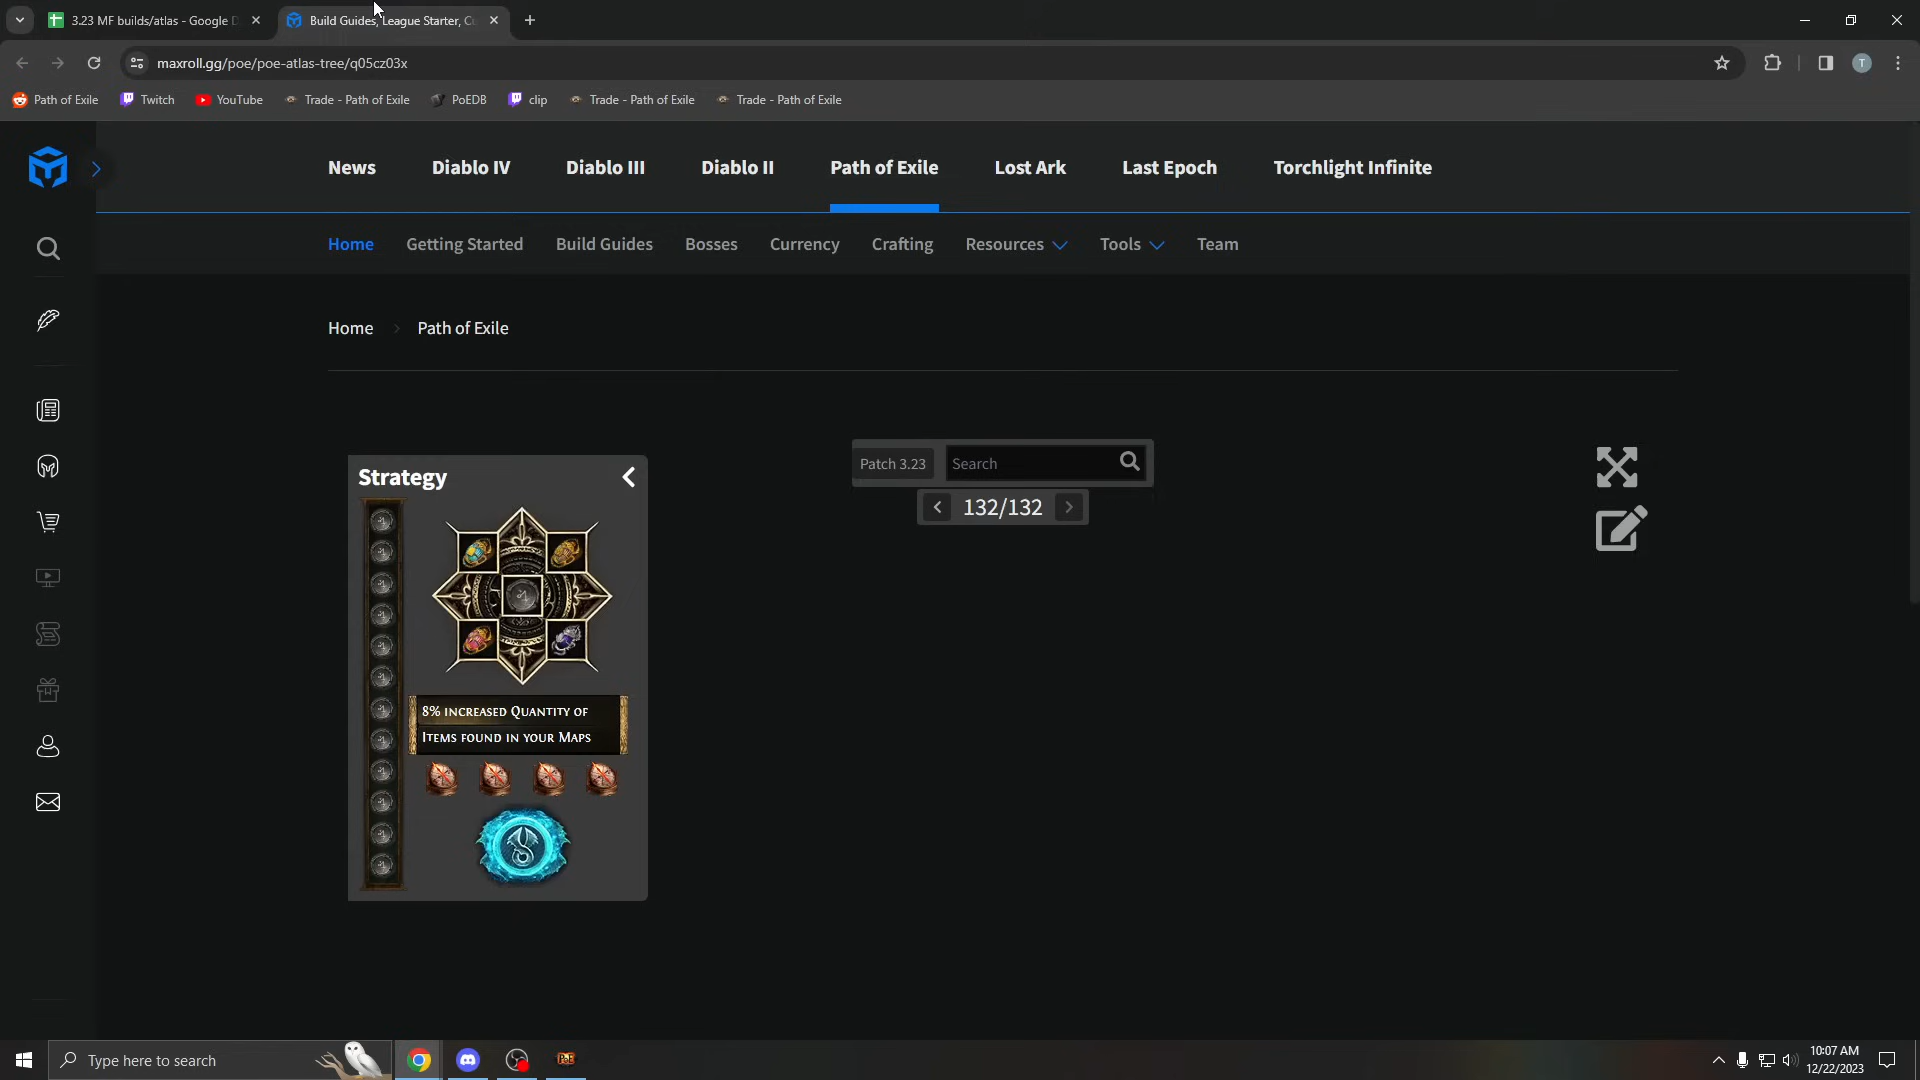 3.23 MF builds/atlas - Google D
Build Guides, League Starter, C
maxroll.gg/poe/poe-atlas-tree/q05cz03x
T
Path of Exile
Twitch
YouTube
Trade - Path of Exile
PoEDB
clip
Trade - Path of Exile
Trade - Path of Exile
News
Diablo IV
Diablo III
Diablo II
Path of Exile
Lost Ark
Last Epoch
Torchlight Infinite
Home
Getting Started
Build Guides
Bosses
Currency
Crafting
Resources
Tools
Team
Home
Path of Exile
Strategy
Patch 3.23
Search
132/132
8% INCREASED QUANTITY OF
ITEMS FOUND IN YOUR MAPS
Type here to search
10:07 AM
12/22/2023